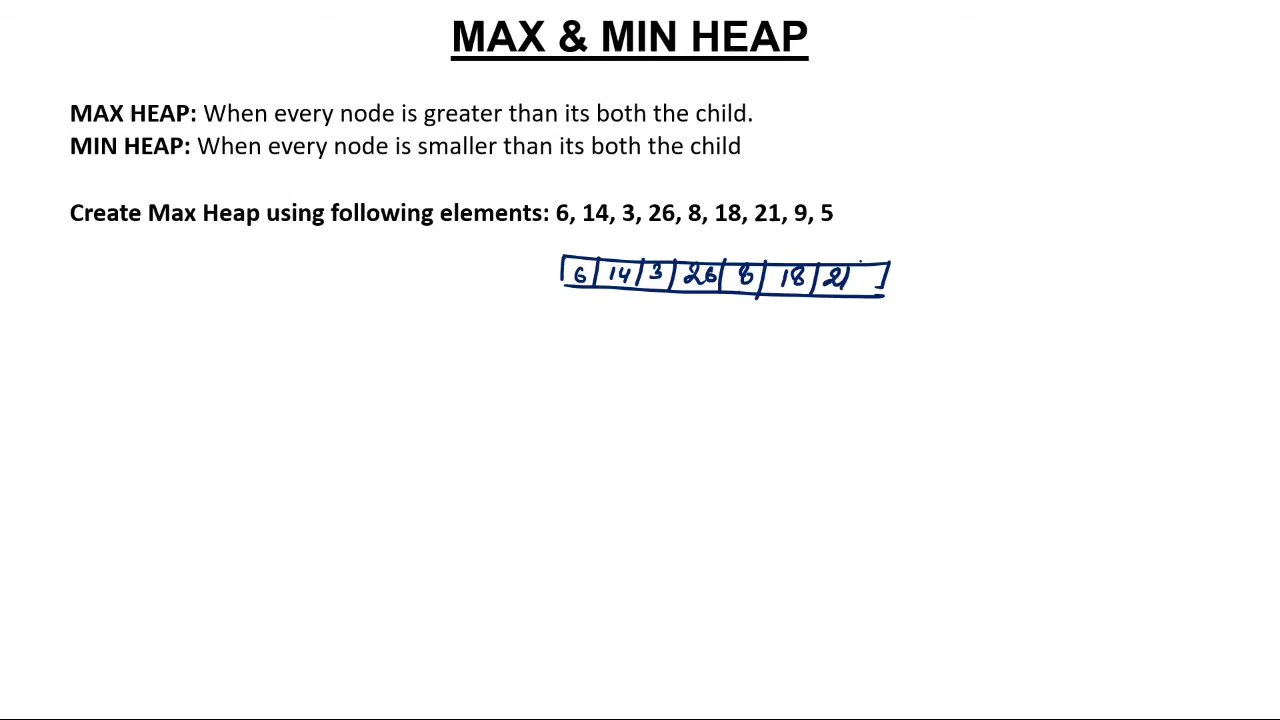 MAX & MIN HEAP
MAX HEAP: When every node is greater than its both the child.
MIN HEAP: When every node is smaller than its both the child
Create Max Heap using following elements: 6, 14, 3, 26, 8, 18, 21, 9, 5
6 14 3 26 8 18 21